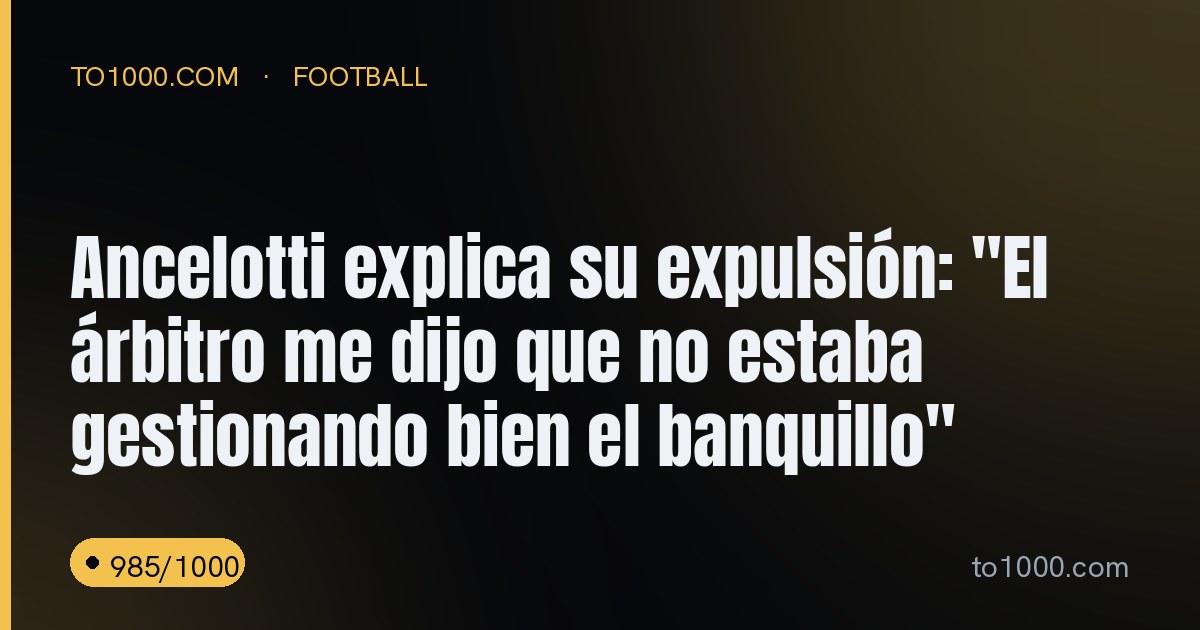 TO1000.COM · FOOTBALL
Ancelotti explica su expulsión: "El
árbitro me dijo que no estaba
gestionando bien el banquillo"
985/1000
to1000.com